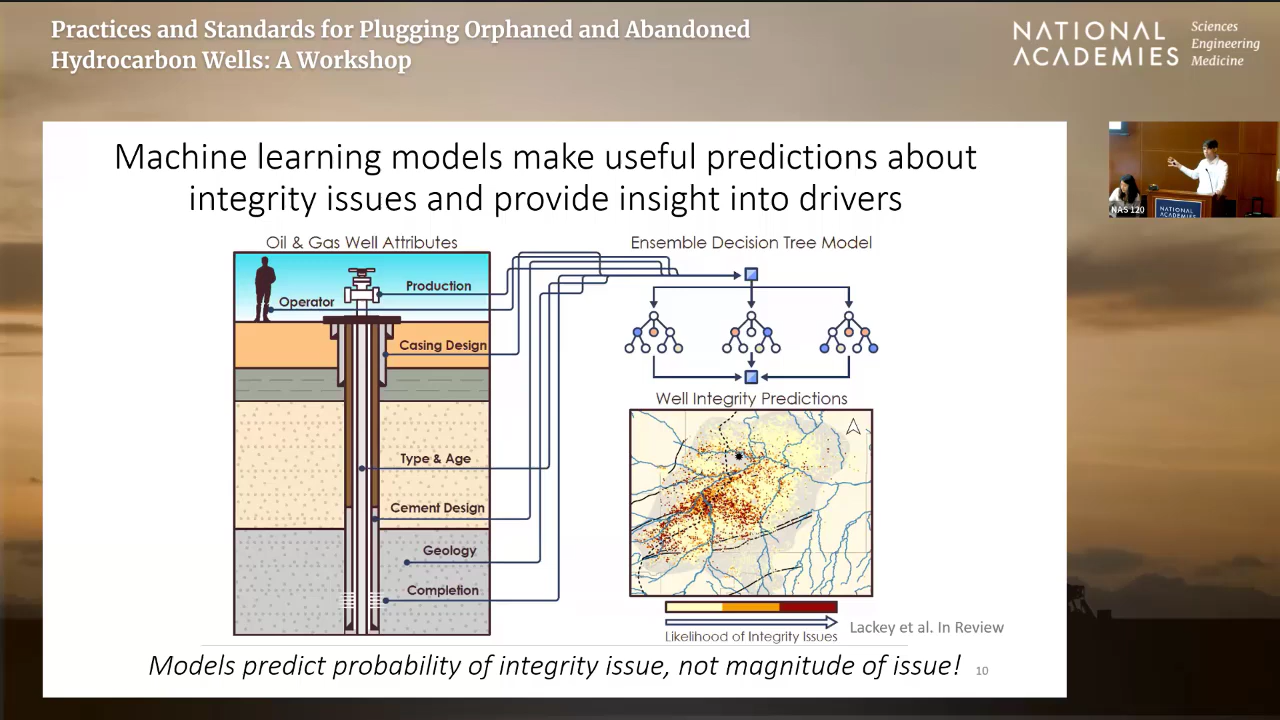 Practices and Standards for Plugging Orphaned and Abandoned
Hydrocarbon Wells: A Workshop
NATIONAL
ACADEMIES
Sciences
Engineering
Medicine
Machine learning models make useful predictions about
integrity issues and provide insight into drivers
Oil & Gas Well Attributes
Production
Operator
Casing Design
Type & Age
Cement Design
Geology
Completion
Ensemble Decision Tree Model
Well Integrity Predictions
Likelihood of Integrity Issues
Lackey et al. In Review
Models predict probability of integrity issue, not magnitude of issue!
10
NAS 120
NATIONAL
ACADEMIES